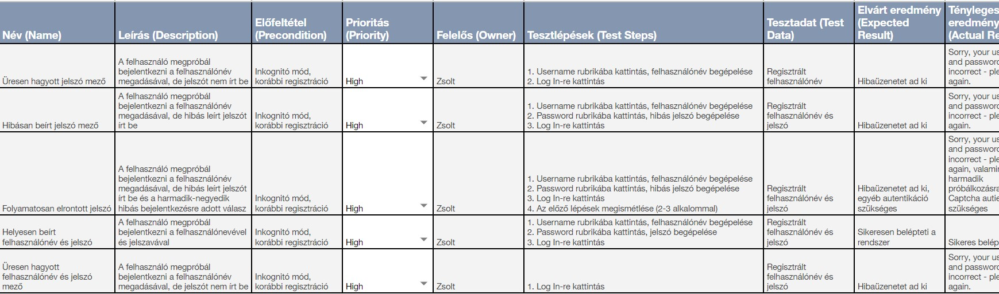 Név (Name)
Leírás (Description)
Előfeltétel
(Precondition)
Prioritás
(Priority)
Felelős (Owner)
Tesztlépések (Test Steps)
Tesztadat (Test
Data)
Elvárt eredmény
(Expected
Result)
Tényleges
eredmény
(Actual Re
Üresen hagyott jelszó mező
A felhasználó megpróbál
bejelentkezni a felhasználónév
megadásával, de jelszót nem írt be
Inkognitó mód,
korábbi regisztráció
High
Zsolt
1. Username rubrikába kattintás, felhasználónév begépelése
2. Log In-re kattintás
Regisztrált
felhasználónév
Hibaüzenetet ad ki
Sorry, your us
and password
incorrect - ple
again.
Hibásan beírt jelszó mező
A felhasználó megpróbál
bejelentkezni a felhasználónév
megadásával, de hibás leírt jelszót
írt be
Inkognitó mód,
korábbi regisztráció
High
Zsolt
1. Username rubrikába kattintás, felhasználónév begépelése
2. Password rubrikába kattintás, hibás jelszó begépelése
3. Log In-re kattintás
Regisztrált
felhasználónév és
jelszó
Hibaüzenetet ad ki
Sorry, your us
and password
incorrect - ple
again.
Folyamatosan elrontott jelszó
A felhasználó megpróbál
bejelentkezni a felhasználónév
megadásával, de hibás leírt jelszót
írt be és a harmadik-negyedik
hibás bejelentkezésre adott válasz
Inkognitó mód,
korábbi regisztráció
High
Zsolt
1. Username rubrikába kattintás, felhasználónév begépelése
2. Password rubrikába kattintás, hibás jelszó begépelése
3. Log In-re kattintás
4. Az előző lépések megismétlése (2-3 alkalommal)
Regisztrált
felhasználónév és
jelszó
Hibaüzenetet ad ki,
egyéb autentikáció
szükséges
Sorry, your us
and password
incorrect - ple
again, valamin
harmadik
próbálkozásra
Captcha autie
szükséges
Helyesen beírt
felhasználónév és jelszó
A felhasználó megpróbál
bejelentkezni a felhasználónevével
és jelszavával
Inkognitó mód,
korábbi regisztráció
High
Zsolt
1. Username rubrikába kattintás, felhasználónév begépelése
2. Password rubrikába kattintás, jelszó begépelése
3. Log In-re kattintás
Regisztrált
felhasználónév és
jelszó
Sikeresen belépteti a
rendszer
Sikeres belép
Üresen hagyott
felhasználónév és jelszó
mező
A felhasználó megpróbál
bejelentkezni a felhasználónév
megadásával, de jelszót nem írt be
Inkognitó mód,
korábbi regisztráció
High
Zsolt
1. Log In-re kattintás
Regisztrált
felhasználónév és
jelszó
Hibaüzenetet ad ki
Sorry, your us
and password
incorrect - ple
again.